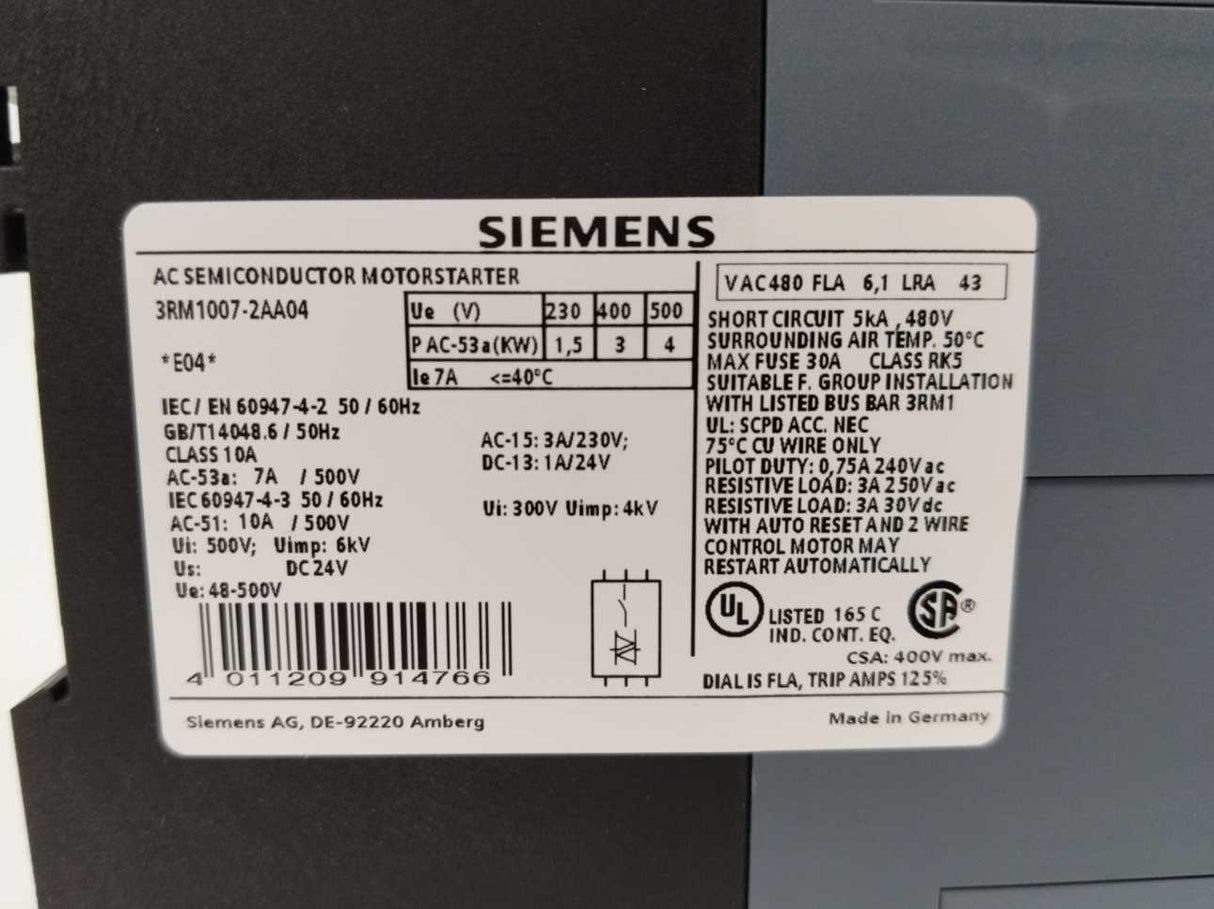 SIEMENS
AC SEMICONDUCTOR MOTORSTARTER
3RM1007-2AA04
*E04*
Ue (V) 230 400 500
P AC-53a(KW) 1,5 3 4
Ie 7A <=40°C
IEC/ EN 60947-4-2 50 / 60Hz
GB/T14048.6 / 50Hz
CLASS 10A
AC-53a: 7A / 500V
IEC 60947-4-3 50 / 60Hz
AC-51: 10A / 500V
Ui: 500V; Uimp: 6kV
Us: DC 24V
Ue: 48-500V
AC-15: 3A/230V;
DC-13: 1A/24V
Ui: 300V Uimp: 4kV
4 011209 914766
VAC480 FLA 6,1 LRA 43
SHORT CIRCUIT 5kA , 480V
SURROUNDING AIR TEMP. 50°C
MAX FUSE 30A CLASS RK5
SUITABLE F. GROUP INSTALLATION
WITH LISTED BUS BAR 3RM1
UL: SCPD ACC. NEC
75°C CU WIRE ONLY
PILOT DUTY: 0,75A 240V ac
RESISTIVE LOAD: 3A 250V ac
RESISTIVE LOAD: 3A 30V dc
WITH AUTO RESET AND 2 WIRE
CONTROL MOTOR MAY
RESTART AUTOMATICALLY
UL LISTED 165 C
IND. CONT. EQ.
SA®
CSA: 400V max.
DIAL IS FLA, TRIP AMPS 125%
Siemens AG, DE-92220 Amberg
Made in Germany